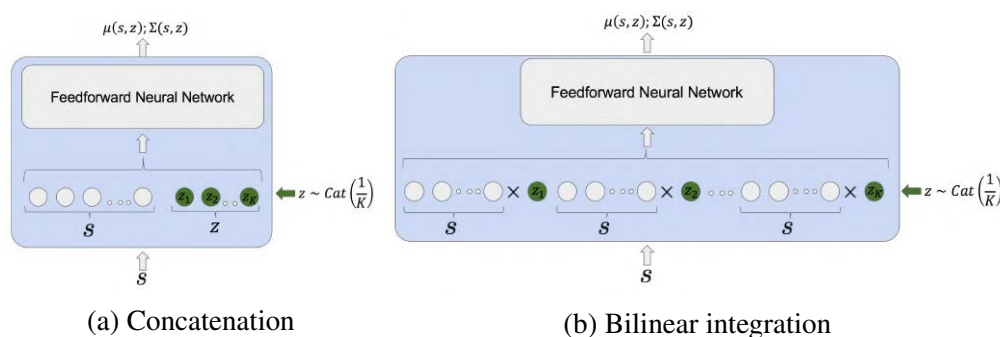 μ(s,z); Σ(s,z)
Feedforward Neural Network
z₁ z₂ z_K
z ~ Cat (1/K)
s z
s
(a) Concatenation
μ(s,z); Σ(s,z)
Feedforward Neural Network
× z₁ × z₂ × z_K
z ~ Cat (1/K)
s s s
s
(b) Bilinear integration